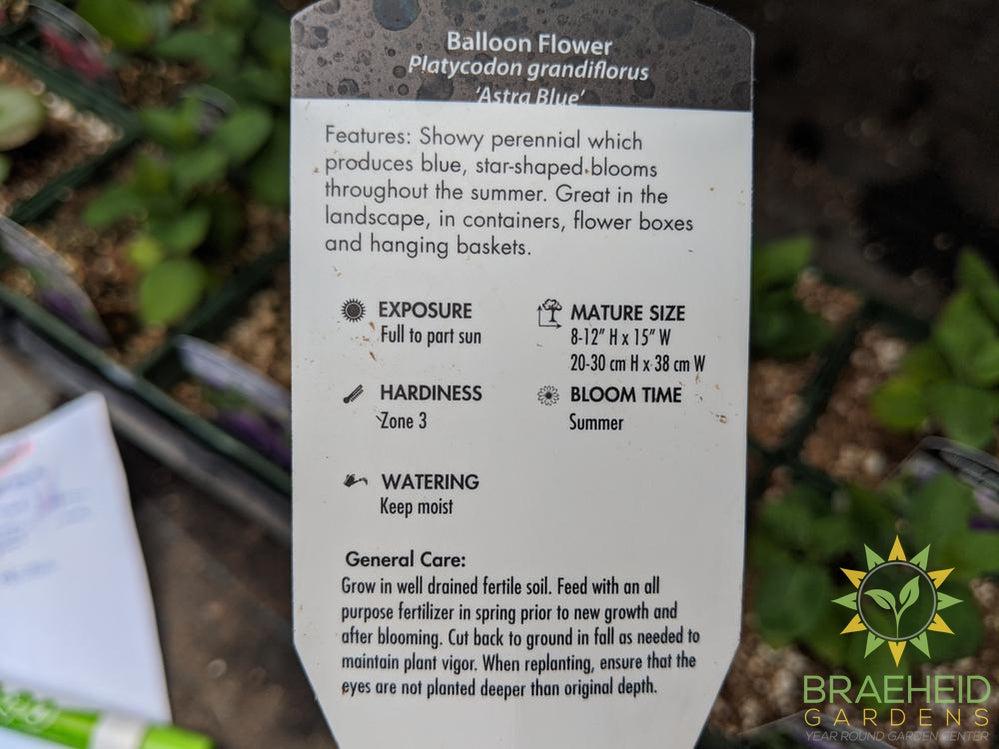 Balloon Flower
Platycodon grandiflorus
'Astra Blue'
Features: Showy perennial which
produces blue, star-shaped blooms
throughout the summer. Great in the
landscape, in containers, flower boxes
and hanging baskets.
EXPOSURE
Full to part sun
MATURE SIZE
8-12" H x 15" W
20-30 cm H x 38 cm W
HARDINESS
Zone 3
BLOOM TIME
Summer
WATERING
Keep moist
General Care:
Grow in well drained fertile soil. Feed with an all
purpose fertilizer in spring prior to new growth and
after blooming. Cut back to ground in fall as needed to
maintain plant vigor. When replanting, ensure that the
eyes are not planted deeper than original depth.
BRAEHEID
GARDENS
YEAR ROUND GARDEN CENTER